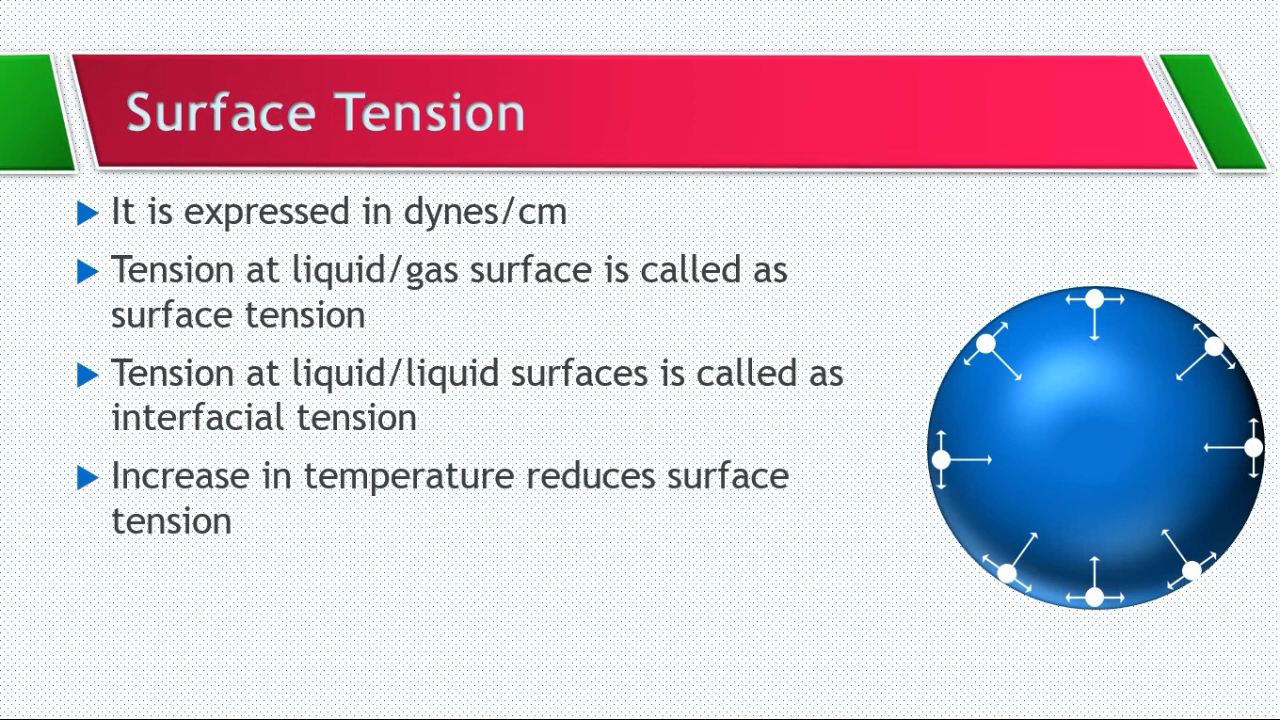 Surface Tension
It is expressed in dynes/cm
Tension at liquid/gas surface is called as
surface tension
Tension at liquid/liquid surfaces is called as
interfacial tension
Increase in temperature reduces surface
tension